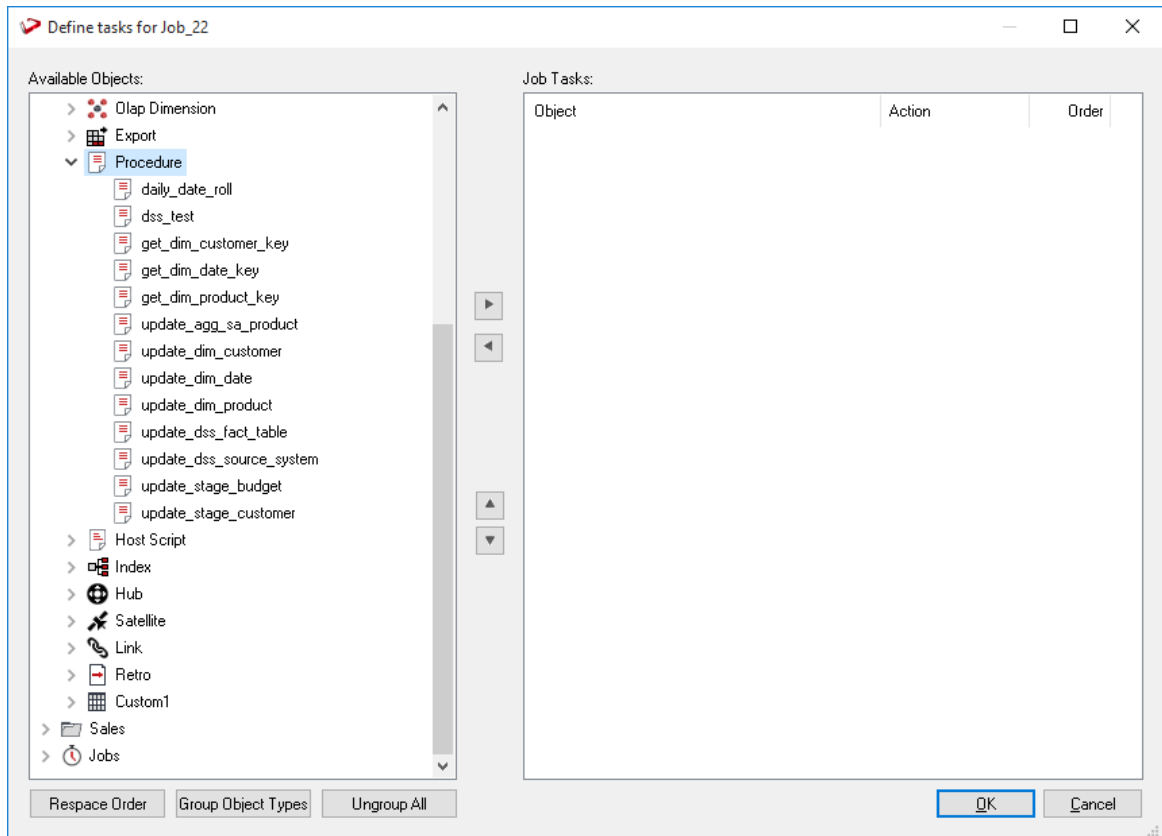 Define tasks for Job_22
Available Objects:
Olap Dimension
Export
Procedure
daily_date_roll
dss_test
get_dim_customer_key
get_dim_date_key
get_dim_product_key
update_agg_sa_product
update_dim_customer
update_dim_date
update_dim_product
update_dss_fact_table
update_dss_source_system
update_stage_budget
update_stage_customer
Host Script
Index
Hub
Satellite
Link
Retro
Custom1
Sales
Jobs
Job Tasks:
Object Action Order
Respace Order Group Object Types Ungroup All OK Cancel